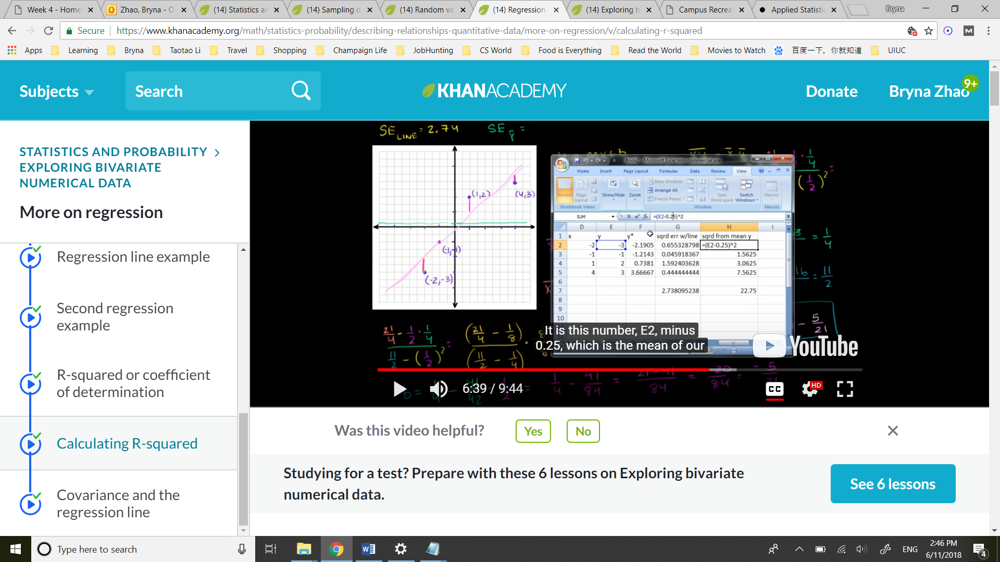 Week 4 - Home
Zhao, Bryna - O
(14) Statistics an
(14) Sampling d
(14) Random va
(14) Regression
(14) Exploring b
Campus Recrea
Applied Statistic
Bryna
Secure
https://www.khanacademy.org/math/statistics-probability/describing-relationships-quantitative-data/more-on-regression/v/calculating-r-squared
Apps Learning Bryna Taotao Li Travel Shopping Champaign Life JobHunting CS World Food is Everything Read the World Movies to Watch 百度一下，你就知道 UIUC
Subjects
Search
KHANACADEMY
Donate
Bryna Zhao
9+
STATISTICS AND PROBABILITY
EXPLORING BIVARIATE
NUMERICAL DATA
More on regression
Regression line example
Second regression
example
R-squared or coefficient
of determination
Calculating R-squared
Covariance and the
regression line
SE LINE = 2.74 SE ȳ =
(1,2)
(4,3)
(-1,-1)
(-2,-3)
Book2 - Microsoft Excel non-commercial use
Home Insert Page Layout Formulas Data Review View
Normal
Page
Layout
Show/Hide
Zoom
New Window
Arrange All
Freeze Panes
Save
Workspace
Switch
Windows
Macros
Workbook Views Window Macros
SUM =(E2-0.25)^2
D E F G H I
1 x y y* sqrd err w/line sqrd from mean y
2 -2 -3 -2.1905 0.655328798 =(E2-0.25)^2
3 -1 -1 -1.2143 0.045918367 1.5625
4 1 2 0.7381 1.592403628 3.0625
5 4 3 3.66667 0.444444444 7.5625
6
7 2.738095238 22.75
8
9
10
It is this number, E2, minus
0.25, which is the mean of our
YouTube
6:39 / 9:44
CC
HD
Was this video helpful?
Yes
No
Studying for a test? Prepare with these 6 lessons on Exploring bivariate
numerical data.
See 6 lessons
Type here to search
ENG
2:46 PM
6/11/2018
4